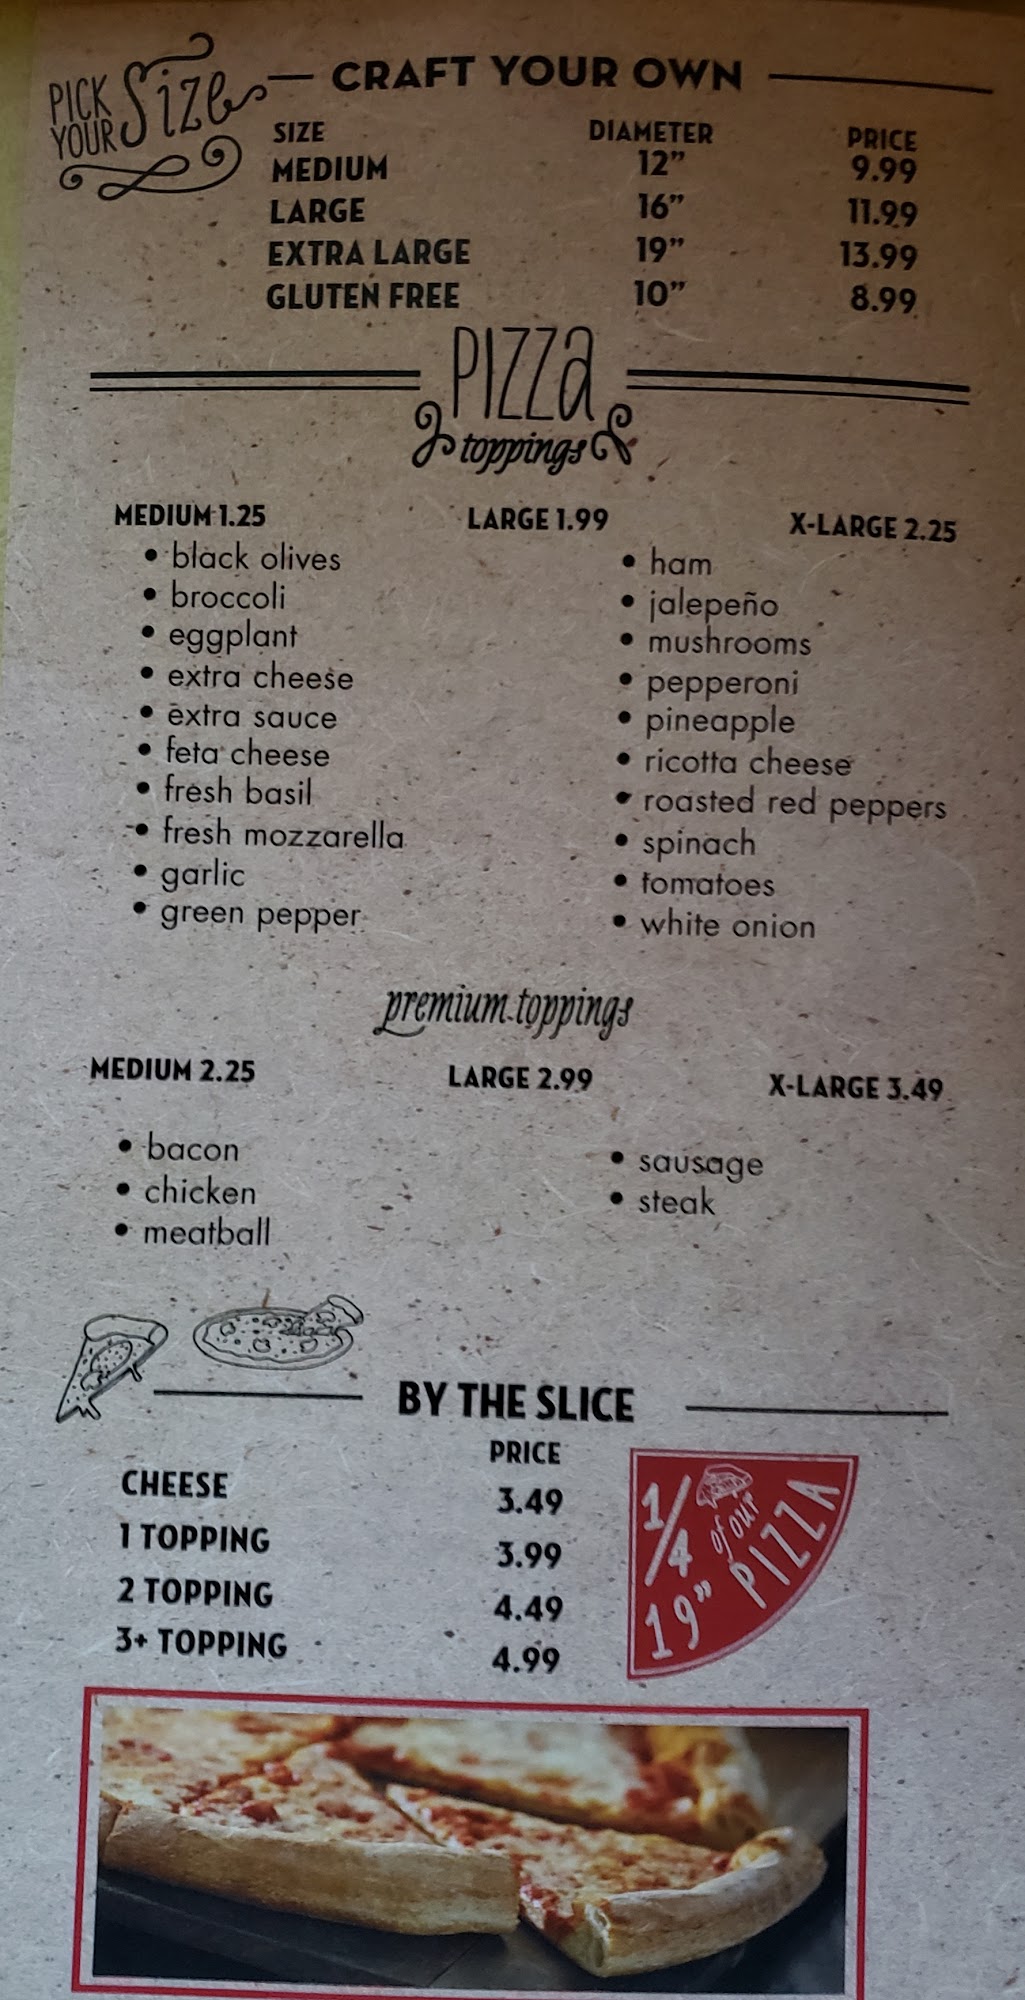 PICK YOUR Size
CRAFT YOUR OWN
SIZE DIAMETER PRICE
MEDIUM 12” 9.99
LARGE 16” 11.99
EXTRA LARGE 19” 13.99
GLUTEN FREE 10” 8.99
PIZZa
toppings
MEDIUM 1.25 LARGE 1.99 X-LARGE 2.25
• black olives
• broccoli
• eggplant
• extra cheese
• extra sauce
• feta cheese
• fresh basil
• fresh mozzarella
• garlic
• green pepper
• ham
• jalepeño
• mushrooms
• pepperoni
• pineapple
• ricotta cheese
• roasted red peppers
• spinach
• tomatoes
• white onion
premium toppings
MEDIUM 2.25 LARGE 2.99 X-LARGE 3.49
• bacon
• chicken
• meatball
• sausage
• steak
BY THE SLICE
PRICE
CHEESE 3.49
1 TOPPING 3.99
2 TOPPING 4.49
3+ TOPPING 4.99
1/4 of our
19” PIZZA